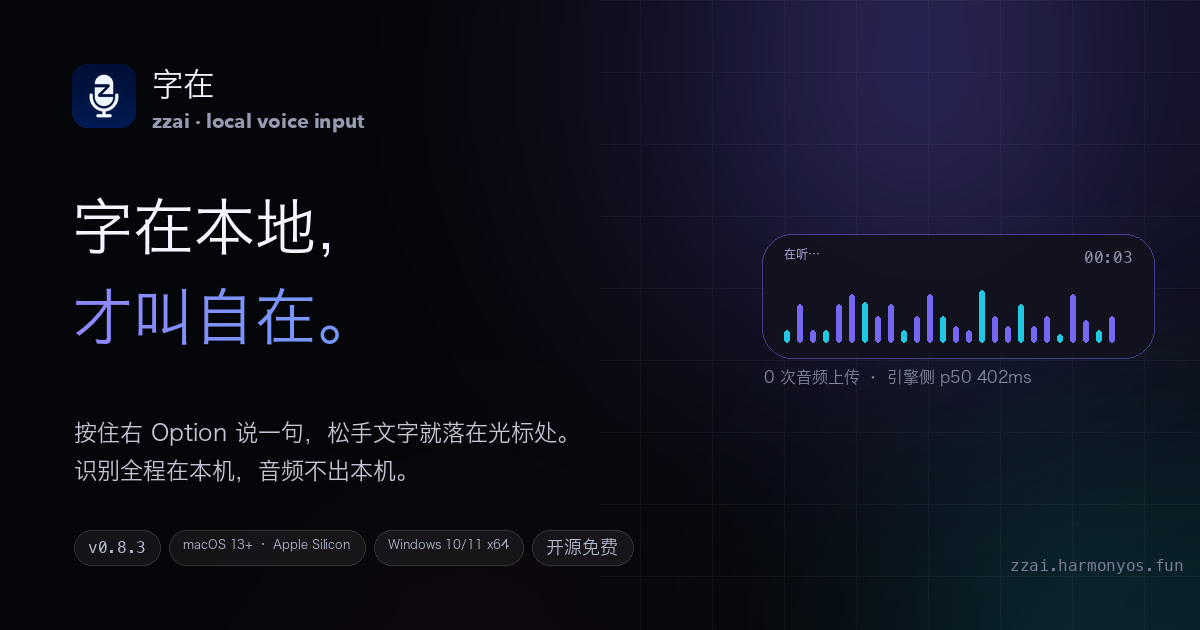 字在
zzai · local voice input
字在本地，
才叫自在。
在听…
00:03
0 次音频上传 · 引擎侧 p50 402ms
按住右 Option 说一句，松手文字就落在光标处。
识别全程在本机，音频不出本机。
v0.8.3
macOS 13+ · Apple Silicon
Windows 10/11 x64
开源免费
zzai.harmonyos.fun